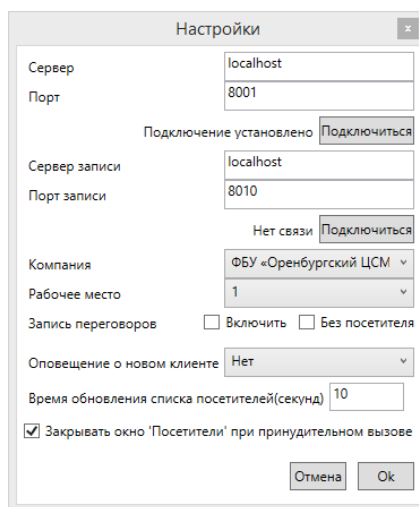 Настройки x
Сервер localhost
Порт 8001
Подключение установлено Подключиться
Сервер записи localhost
Порт записи 8010
Нет связи Подключиться
Компания ФБУ «Оренбургский ЦСМ
Рабочее место 1
Запись переговоров Включить Без посетителя
Оповещение о новом клиенте Нет
Время обновления списка посетителей(секунд) 10
Закрывать окно 'Посетители' при принудительном вызове
Отмена Ok